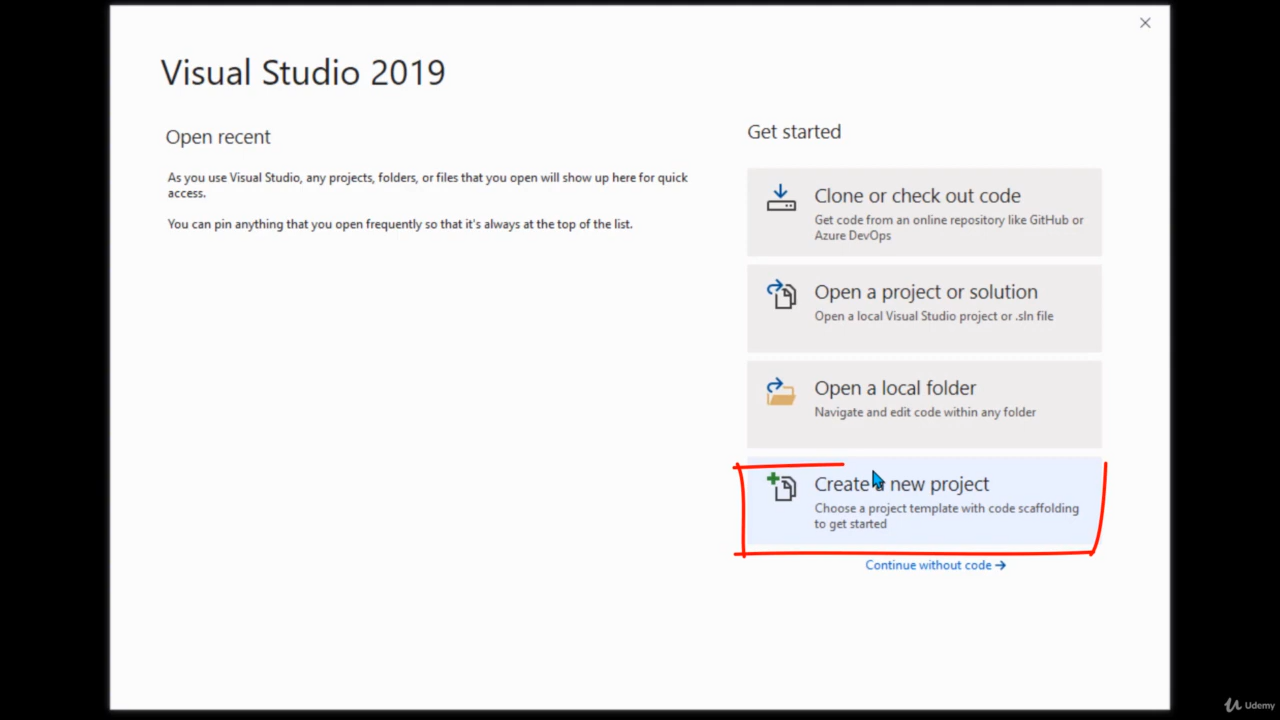 Visual Studio 2019
Open recent
As you use Visual Studio, any projects, folders, or files that you open will show up here for quick
access.
You can pin anything that you open frequently so that it's always at the top of the list.
Get started
Clone or check out code
Get code from an online repository like GitHub or
Azure DevOps
Open a project or solution
Open a local Visual Studio project or .sln file
Open a local folder
Navigate and edit code within any folder
Create a new project
Choose a project template with code scaffolding
to get started
Continue without code →
Udemy